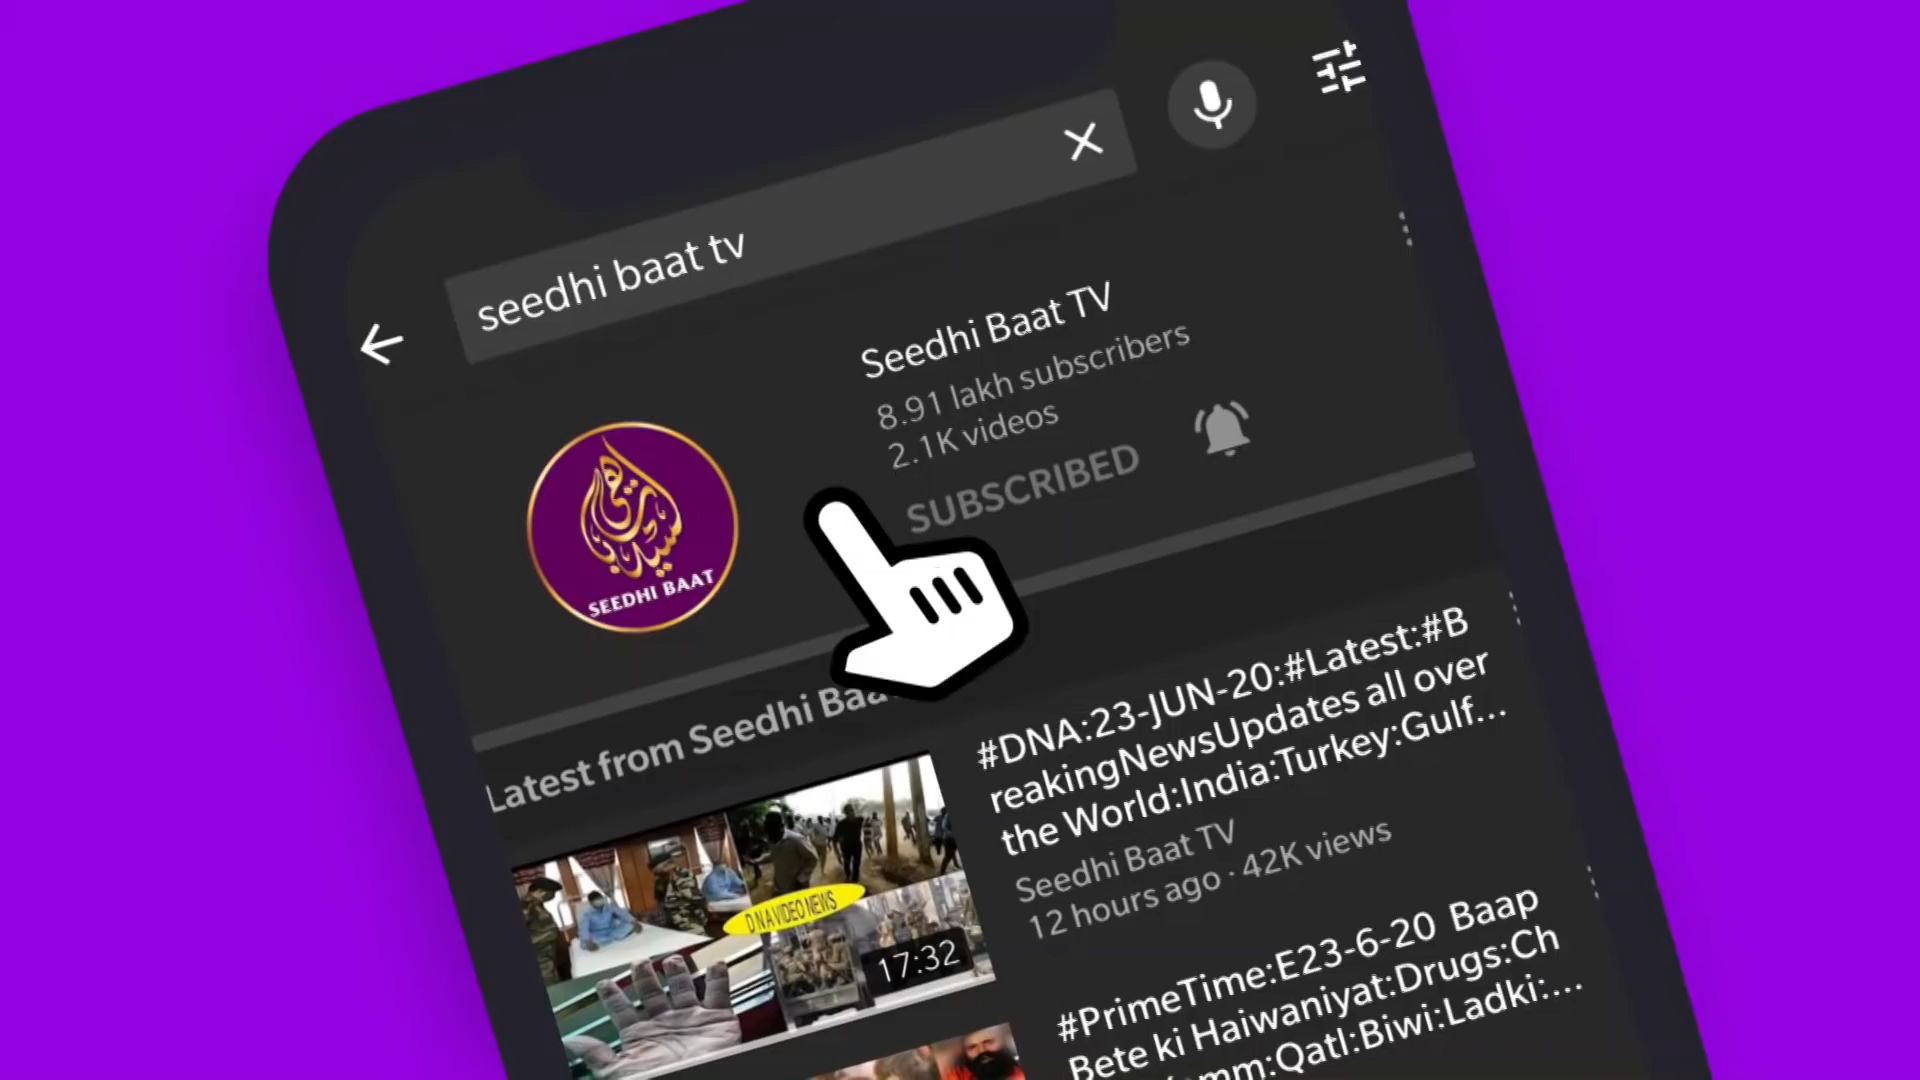 seedhi baat tv
Seedhi Baat TV
8.91 lakh subscribers
2.1K videos
SUBSCRIBED
سیدھی بات
SEEDHI BAAT
Latest from Seedhi Baa
#DNA:23-JUN-20:#Latest:#B
reakingNewsUpdates all over
the World:India:Turkey:Gulf...
Seedhi Baat TV
12 hours ago · 42K views
D N A VIDEO NEWS
17:32
#PrimeTime:E23-6-20 Baap
Bete ki Haiwaniyat:Drugs:Ch
mm:Qatl:Biwi:Ladki:...